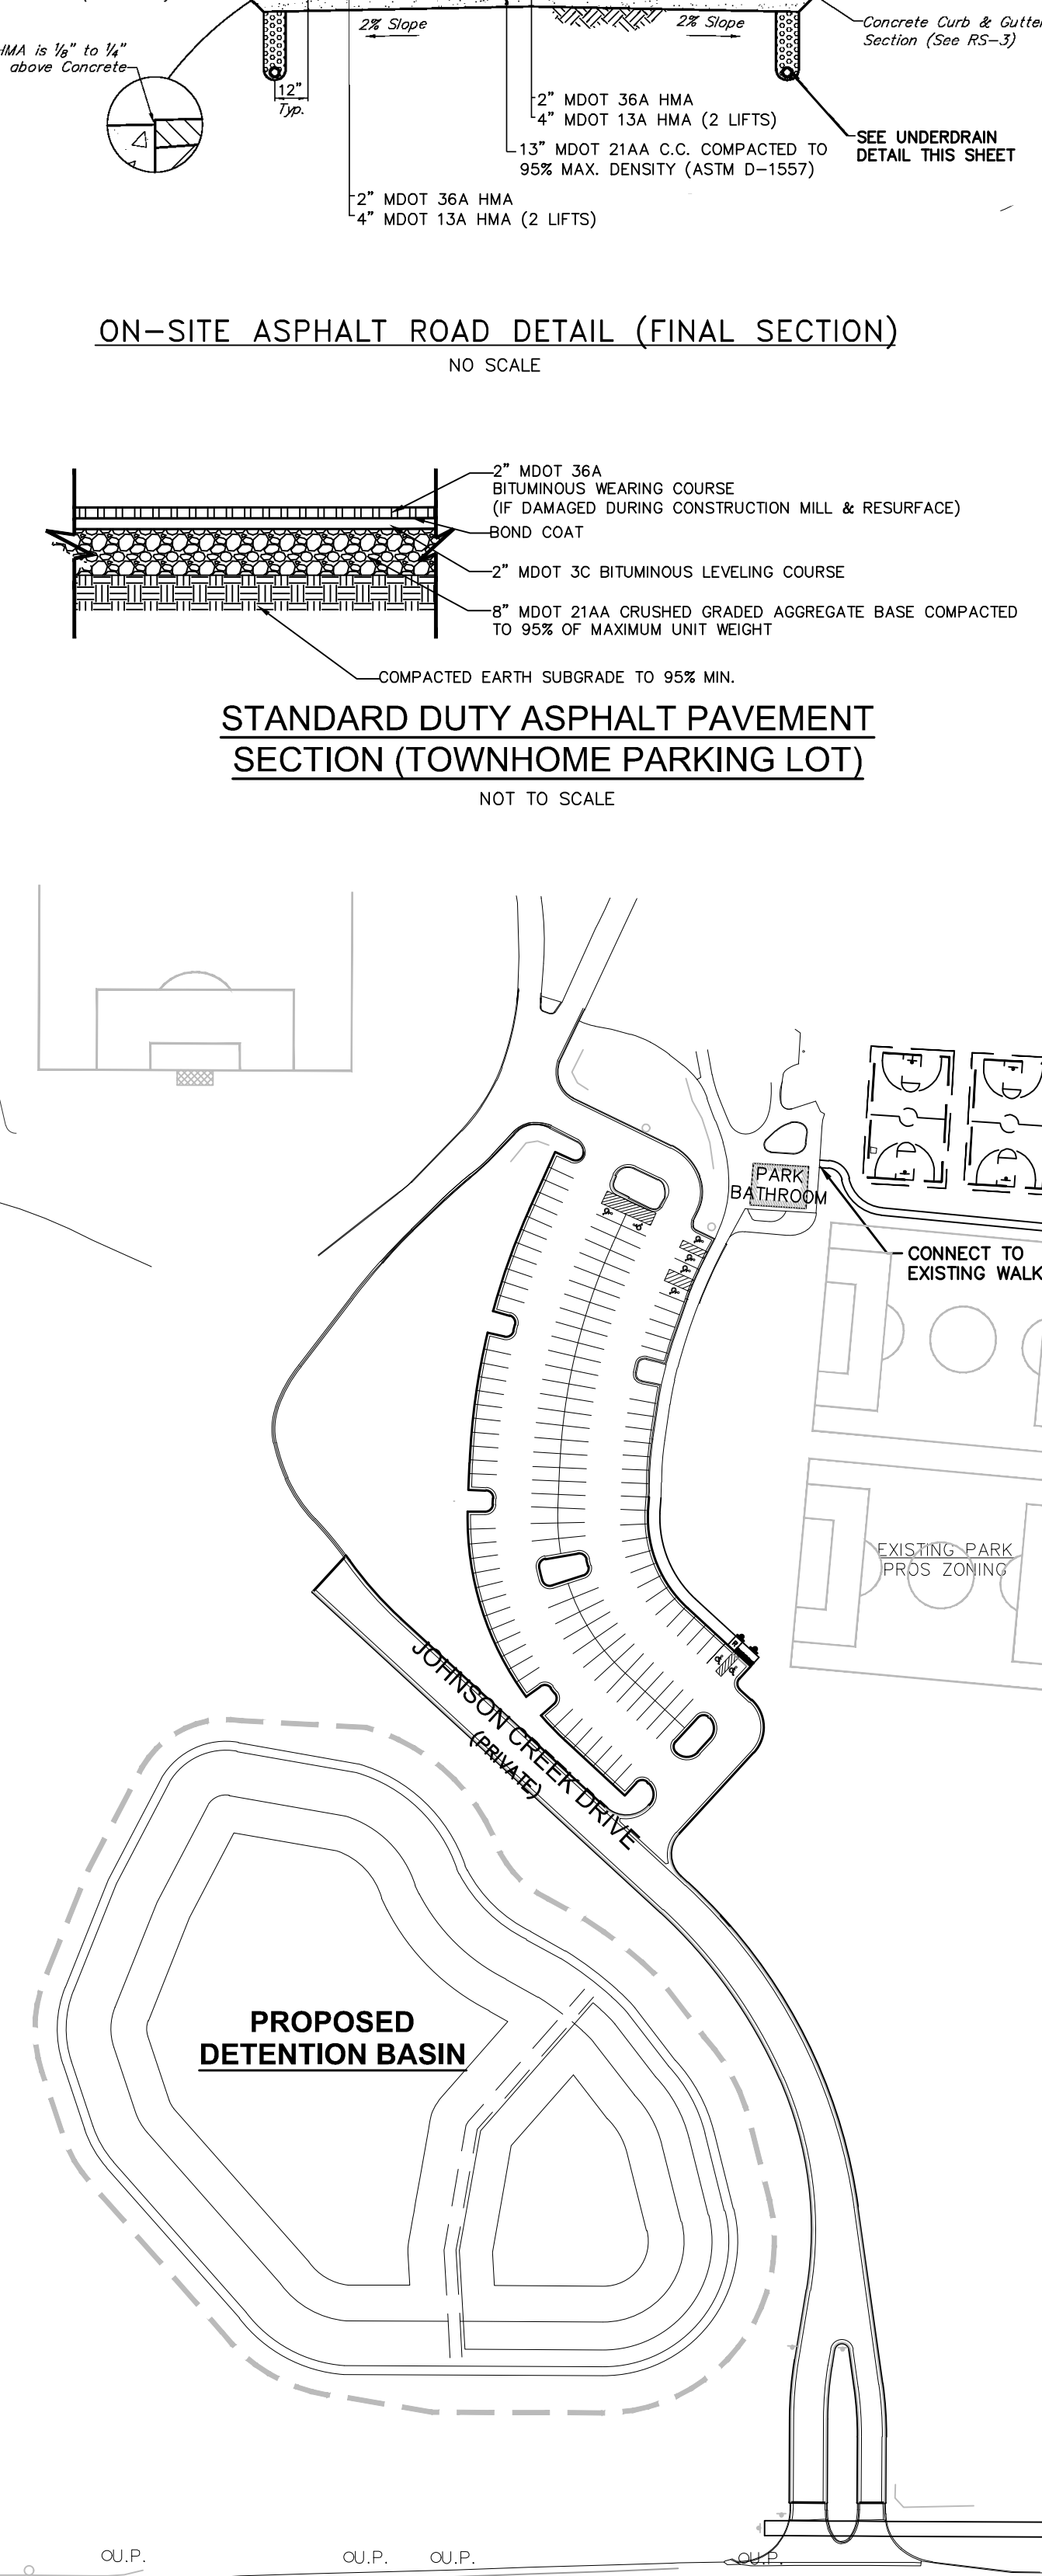 2% Slope
2% Slope
Concrete Curb & Gutte
Section (See RS-3)
HMA is 1/8" to 1/4"
above Concrete
12"
Typ.
2" MDOT 36A HMA
4" MDOT 13A HMA (2 LIFTS)
SEE UNDERDRAIN
DETAIL THIS SHEET
13" MDOT 21AA C.C. COMPACTED TO
95% MAX. DENSITY (ASTM D-1557)
2" MDOT 36A HMA
4" MDOT 13A HMA (2 LIFTS)
ON-SITE ASPHALT ROAD DETAIL (FINAL SECTION)
NO SCALE
2" MDOT 36A
BITUMINOUS WEARING COURSE
(IF DAMAGED DURING CONSTRUCTION MILL & RESURFACE)
BOND COAT
2" MDOT 3C BITUMINOUS LEVELING COURSE
8" MDOT 21AA CRUSHED GRADED AGGREGATE BASE COMPACTED
TO 95% OF MAXIMUM UNIT WEIGHT
COMPACTED EARTH SUBGRADE TO 95% MIN.
STANDARD DUTY ASPHALT PAVEMENT
SECTION (TOWNHOME PARKING LOT)
NOT TO SCALE
PARK
BATHROOM
CONNECT TO
EXISTING WALK
EXISTING PARK
PROS ZONING
JOHNSON CREEK DRIVE
(PRIVATE)
PROPOSED
DETENTION BASIN
OU.P.
OU.P.
OU.P.
OU.P.